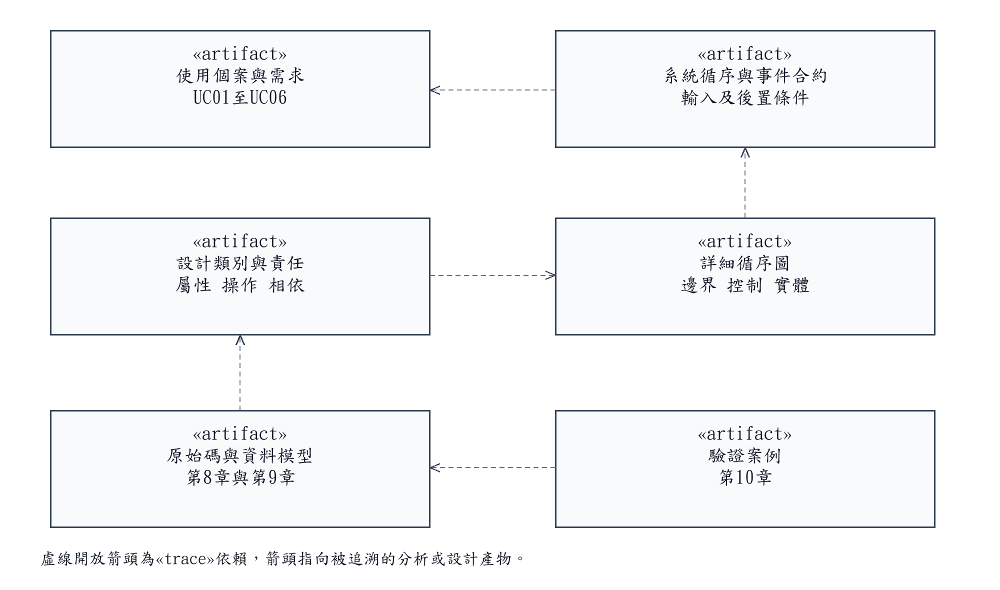 «artifact»
使用個案與需求
UC01至UC06
«artifact»
系統循序與事件合約
輸入及後置條件
«artifact»
設計類別與責任
屬性 操作 相依
«artifact»
詳細循序圖
邊界 控制 實體
«artifact»
原始碼與資料模型
第8章與第9章
«artifact»
驗證案例
第10章
虛線開放箭頭為«trace»依賴，箭頭指向被追溯的分析或設計產物。